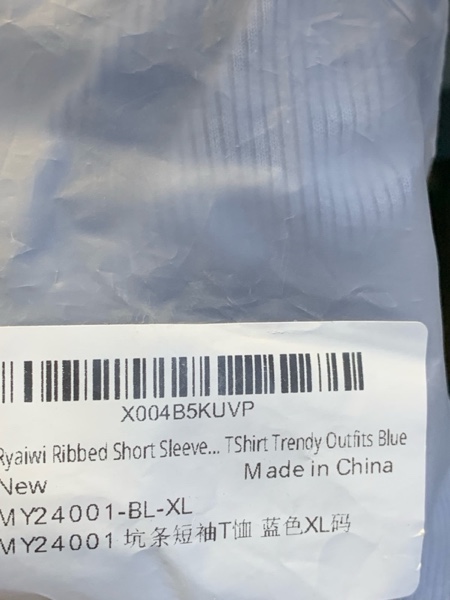 X004B5KUVP
Ryaiwi Ribbed Short Sleeve... TShirt Trendy Outfits Blue
New
Made in China
MY24001-BL-XL
MY24001 坑条短袖T恤 蓝色XL码